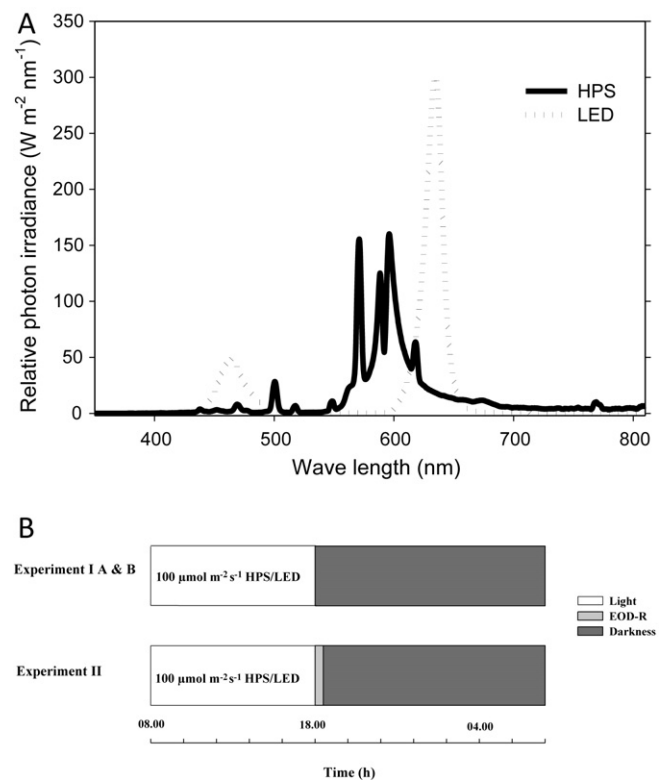 A
350
300
250
200
150
100
50
0
Relative photon irradiance (W m-2 nm-1)
HPS
LED
400 500 600 700 800
Wave length (nm)
B
Experiment I A & B
100 µmol m-2 s-1 HPS/LED
Light
EOD-R
Darkness
Experiment II
100 µmol m-2 s-1 HPS/LED
08.00 18.00 04.00
Time (h)